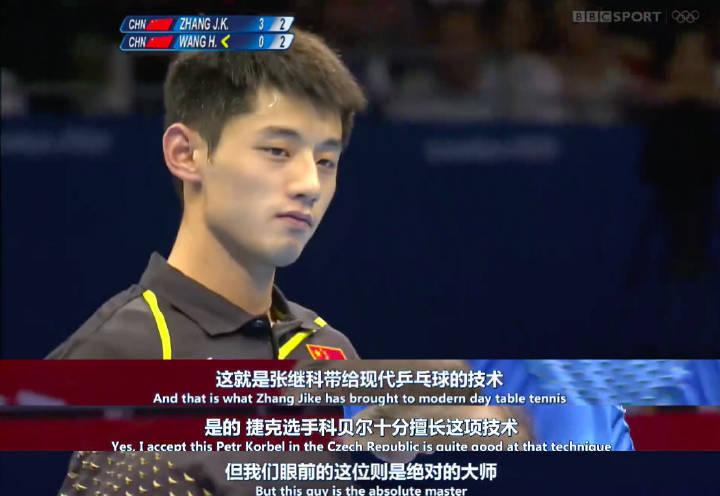 CHN ZHANG J.K. 3 2
CHN WANG H. < 0 2
BBC SPORT
这就是张继科带给现代乒乓球的技术
And that is what Zhang Jike has brought to modern day table tennis
是的 捷克选手科贝尔十分擅长这项技术
Yes, I accept this Petr Korbel in the Czech Republic is quite good at that technique
但我们眼前的这位则是绝对的大师
But this guy is the absolute master